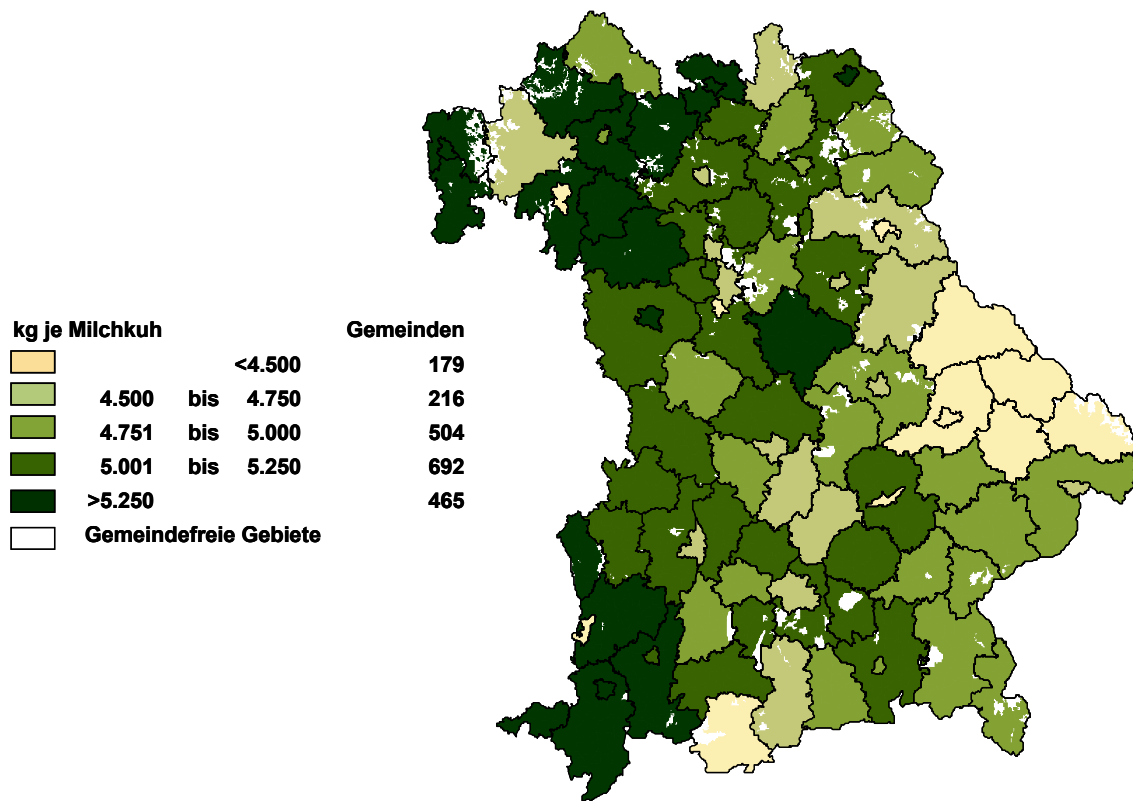 kg je Milchkuh Gemeinden
<4.500 179
4.500 bis 4.750 216
4.751 bis 5.000 504
5.001 bis 5.250 692
>5.250 465
Gemeindefreie Gebiete